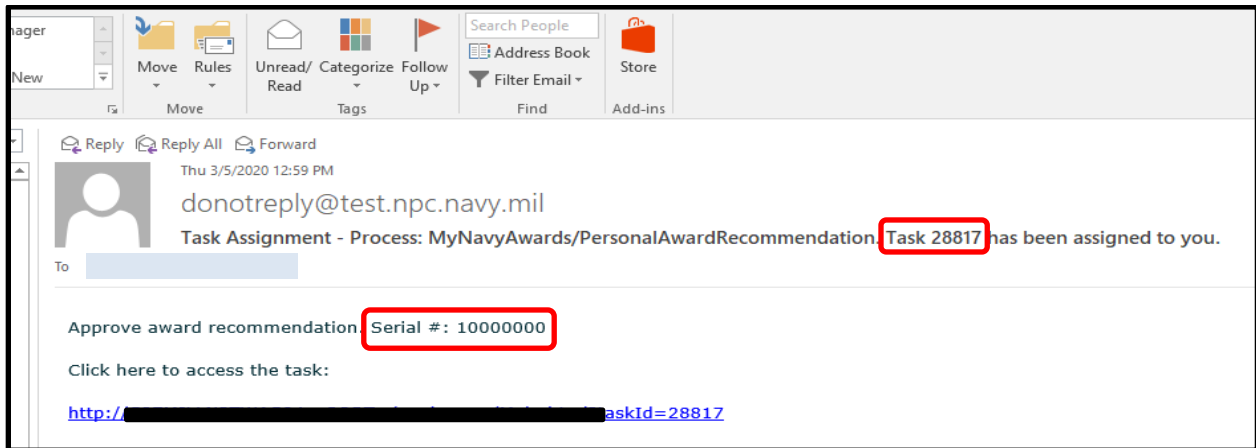 nager
New
Move
Rules
Move
Unread/
Read
Categorize
Follow
Up
Tags
Search People
Address Book
Filter Email
Find
Store
Add-ins
Reply Reply All Forward
Thu 3/5/2020 12:59 PM
donotreply@test.npc.navy.mil
Task Assignment - Process: MyNavyAwards/PersonalAwardRecommendation. Task 28817 has been assigned to you.
To
Approve award recommendation. Serial #: 10000000
Click here to access the task:
http:/ askId=28817